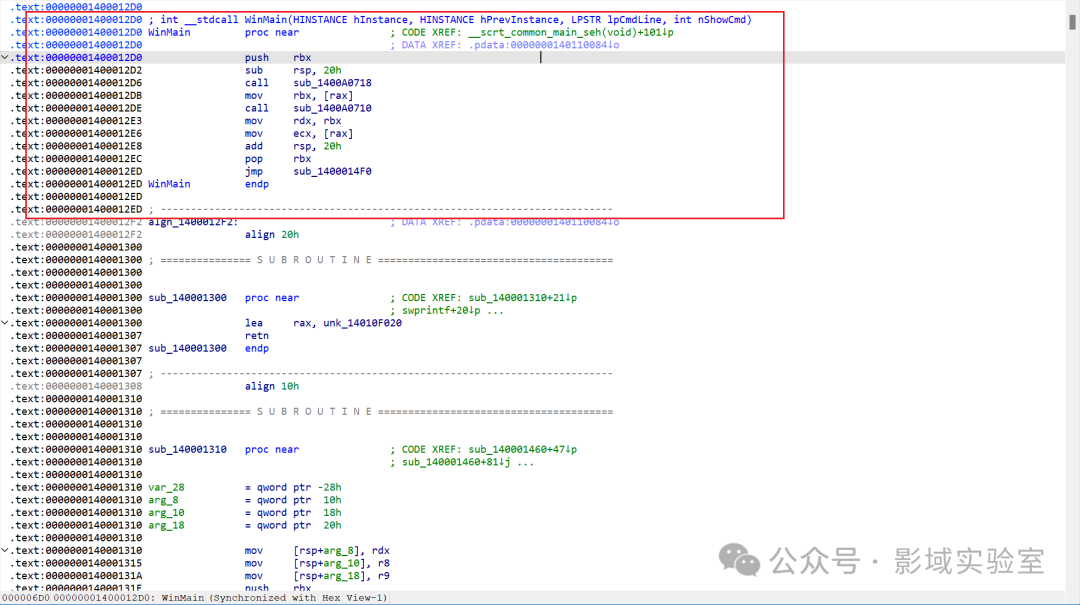 .text:00000001400012D0
.text:00000001400012D0 ; int __stdcall WinMain(HINSTANCE hInstance, HINSTANCE hPrevInstance, LPSTR lpCmdLine, int nShowCmd)
.text:00000001400012D0 WinMain proc near ; CODE XREF: __scrt_common_main_seh(void)+101↓p
.text:00000001400012D0 ; DATA XREF: .pdata:0000000140110084↓o
.text:00000001400012D0 push rbx
.text:00000001400012D2 sub rsp, 20h
.text:00000001400012D6 call sub_1400A0718
.text:00000001400012DB mov rbx, [rax]
.text:00000001400012DE call sub_1400A0710
.text:00000001400012E3 mov rdx, rbx
.text:00000001400012E6 mov ecx, [rax]
.text:00000001400012E8 add rsp, 20h
.text:00000001400012EC pop rbx
.text:00000001400012ED jmp sub_1400014F0
.text:00000001400012ED WinMain endp
.text:00000001400012ED
.text:00000001400012ED ; ---------------------------------------------------------------------------
.text:00000001400012F2 algn_1400012F2: ; DATA XREF: .pdata:0000000140110084↓o
.text:00000001400012F2 align 20h
.text:0000000140001300
.text:0000000140001300 ; =============== S U B R O U T I N E =======================================
.text:0000000140001300
.text:0000000140001300
.text:0000000140001300 sub_140001300 proc near ; CODE XREF: sub_140001310+21↓p
.text:0000000140001300 ; swprintf+20↓p ...
.text:0000000140001300 lea rax, unk_14010F020
.text:0000000140001307 retn
.text:0000000140001307 sub_140001300 endp
.text:0000000140001307
.text:0000000140001307 ; ---------------------------------------------------------------------------
.text:0000000140001308 align 10h
.text:0000000140001310
.text:0000000140001310 ; =============== S U B R O U T I N E =======================================
.text:0000000140001310
.text:0000000140001310
.text:0000000140001310 sub_140001310 proc near ; CODE XREF: sub_140001460+47↓p
.text:0000000140001310 ; sub_140001460+81↓j ...
.text:0000000140001310
.text:0000000140001310 var_28 = qword ptr -28h
.text:0000000140001310 arg_8 = qword ptr 10h
.text:0000000140001310 arg_10 = qword ptr 18h
.text:0000000140001310 arg_18 = qword ptr 20h
.text:0000000140001310
.text:0000000140001310 mov [rsp+arg_8], rdx
.text:0000000140001315 mov [rsp+arg_10], r8
.text:000000014000131A mov [rsp+arg_18], r9
.text:000000014000131F push rbx
000006D0 00000001400012D0: WinMain (Synchronized with Hex View-1)
公众号 · 影域实验室